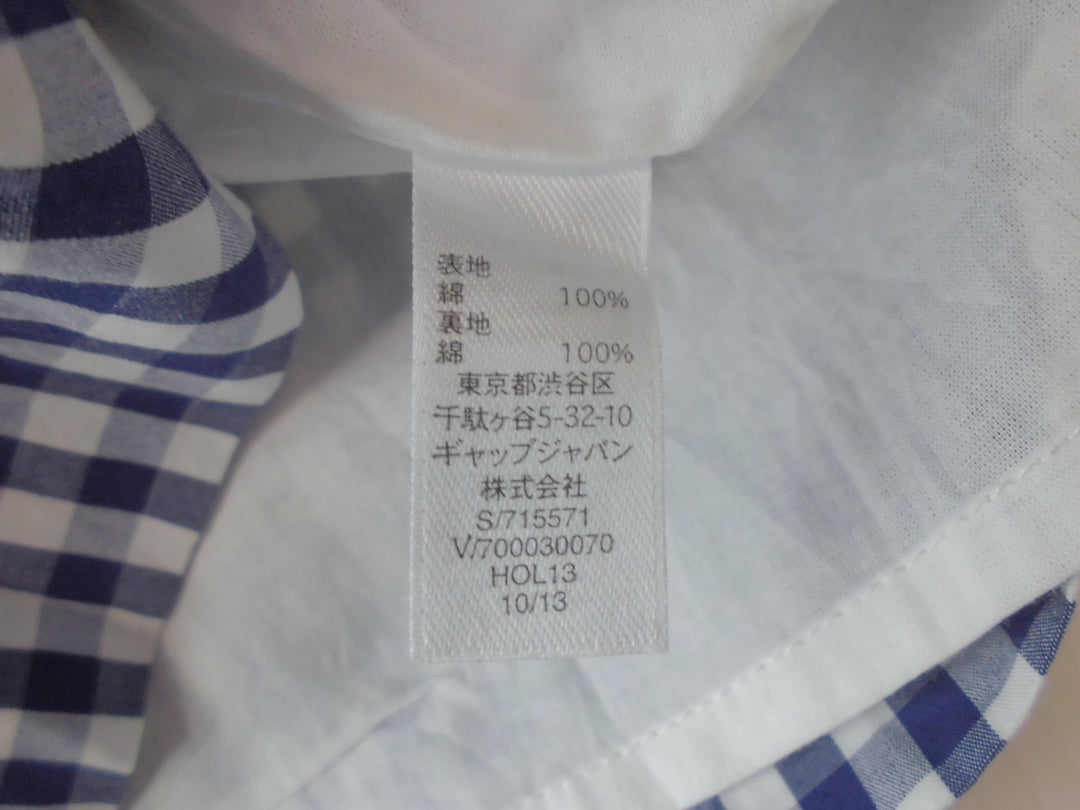 表地
綿 100%
裏地
綿 100%
東京都渋谷区
千駄ヶ谷5-32-10
ギャップジャパン
株式会社
S/715571
V/700030070
HOL13
10/13